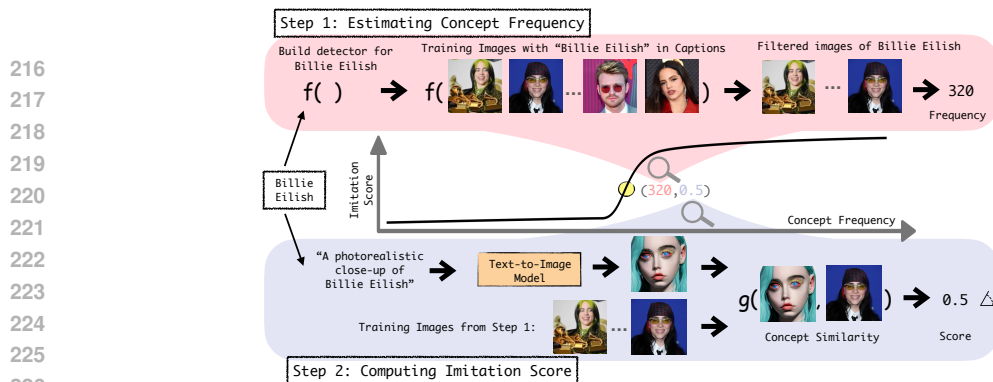 Step 1: Estimating Concept Frequency
Build detector for
Billie Eilish
Training Images with “Billie Eilish” in Captions
Filtered images of Billie Eilish
216
217
218
219
220
221
222
223
224
225
f( )
f(
...
)
...
320
Frequency
Billie
Eilish
Imitation
Score
(320,0.5)
Concept Frequency
“A photorealistic
close-up of
Billie Eilish”
Text-to-Image
Model
Training Images from Step 1:
...
g(
,
)
Concept Similarity
0.5
Score
Step 2: Computing Imitation Score